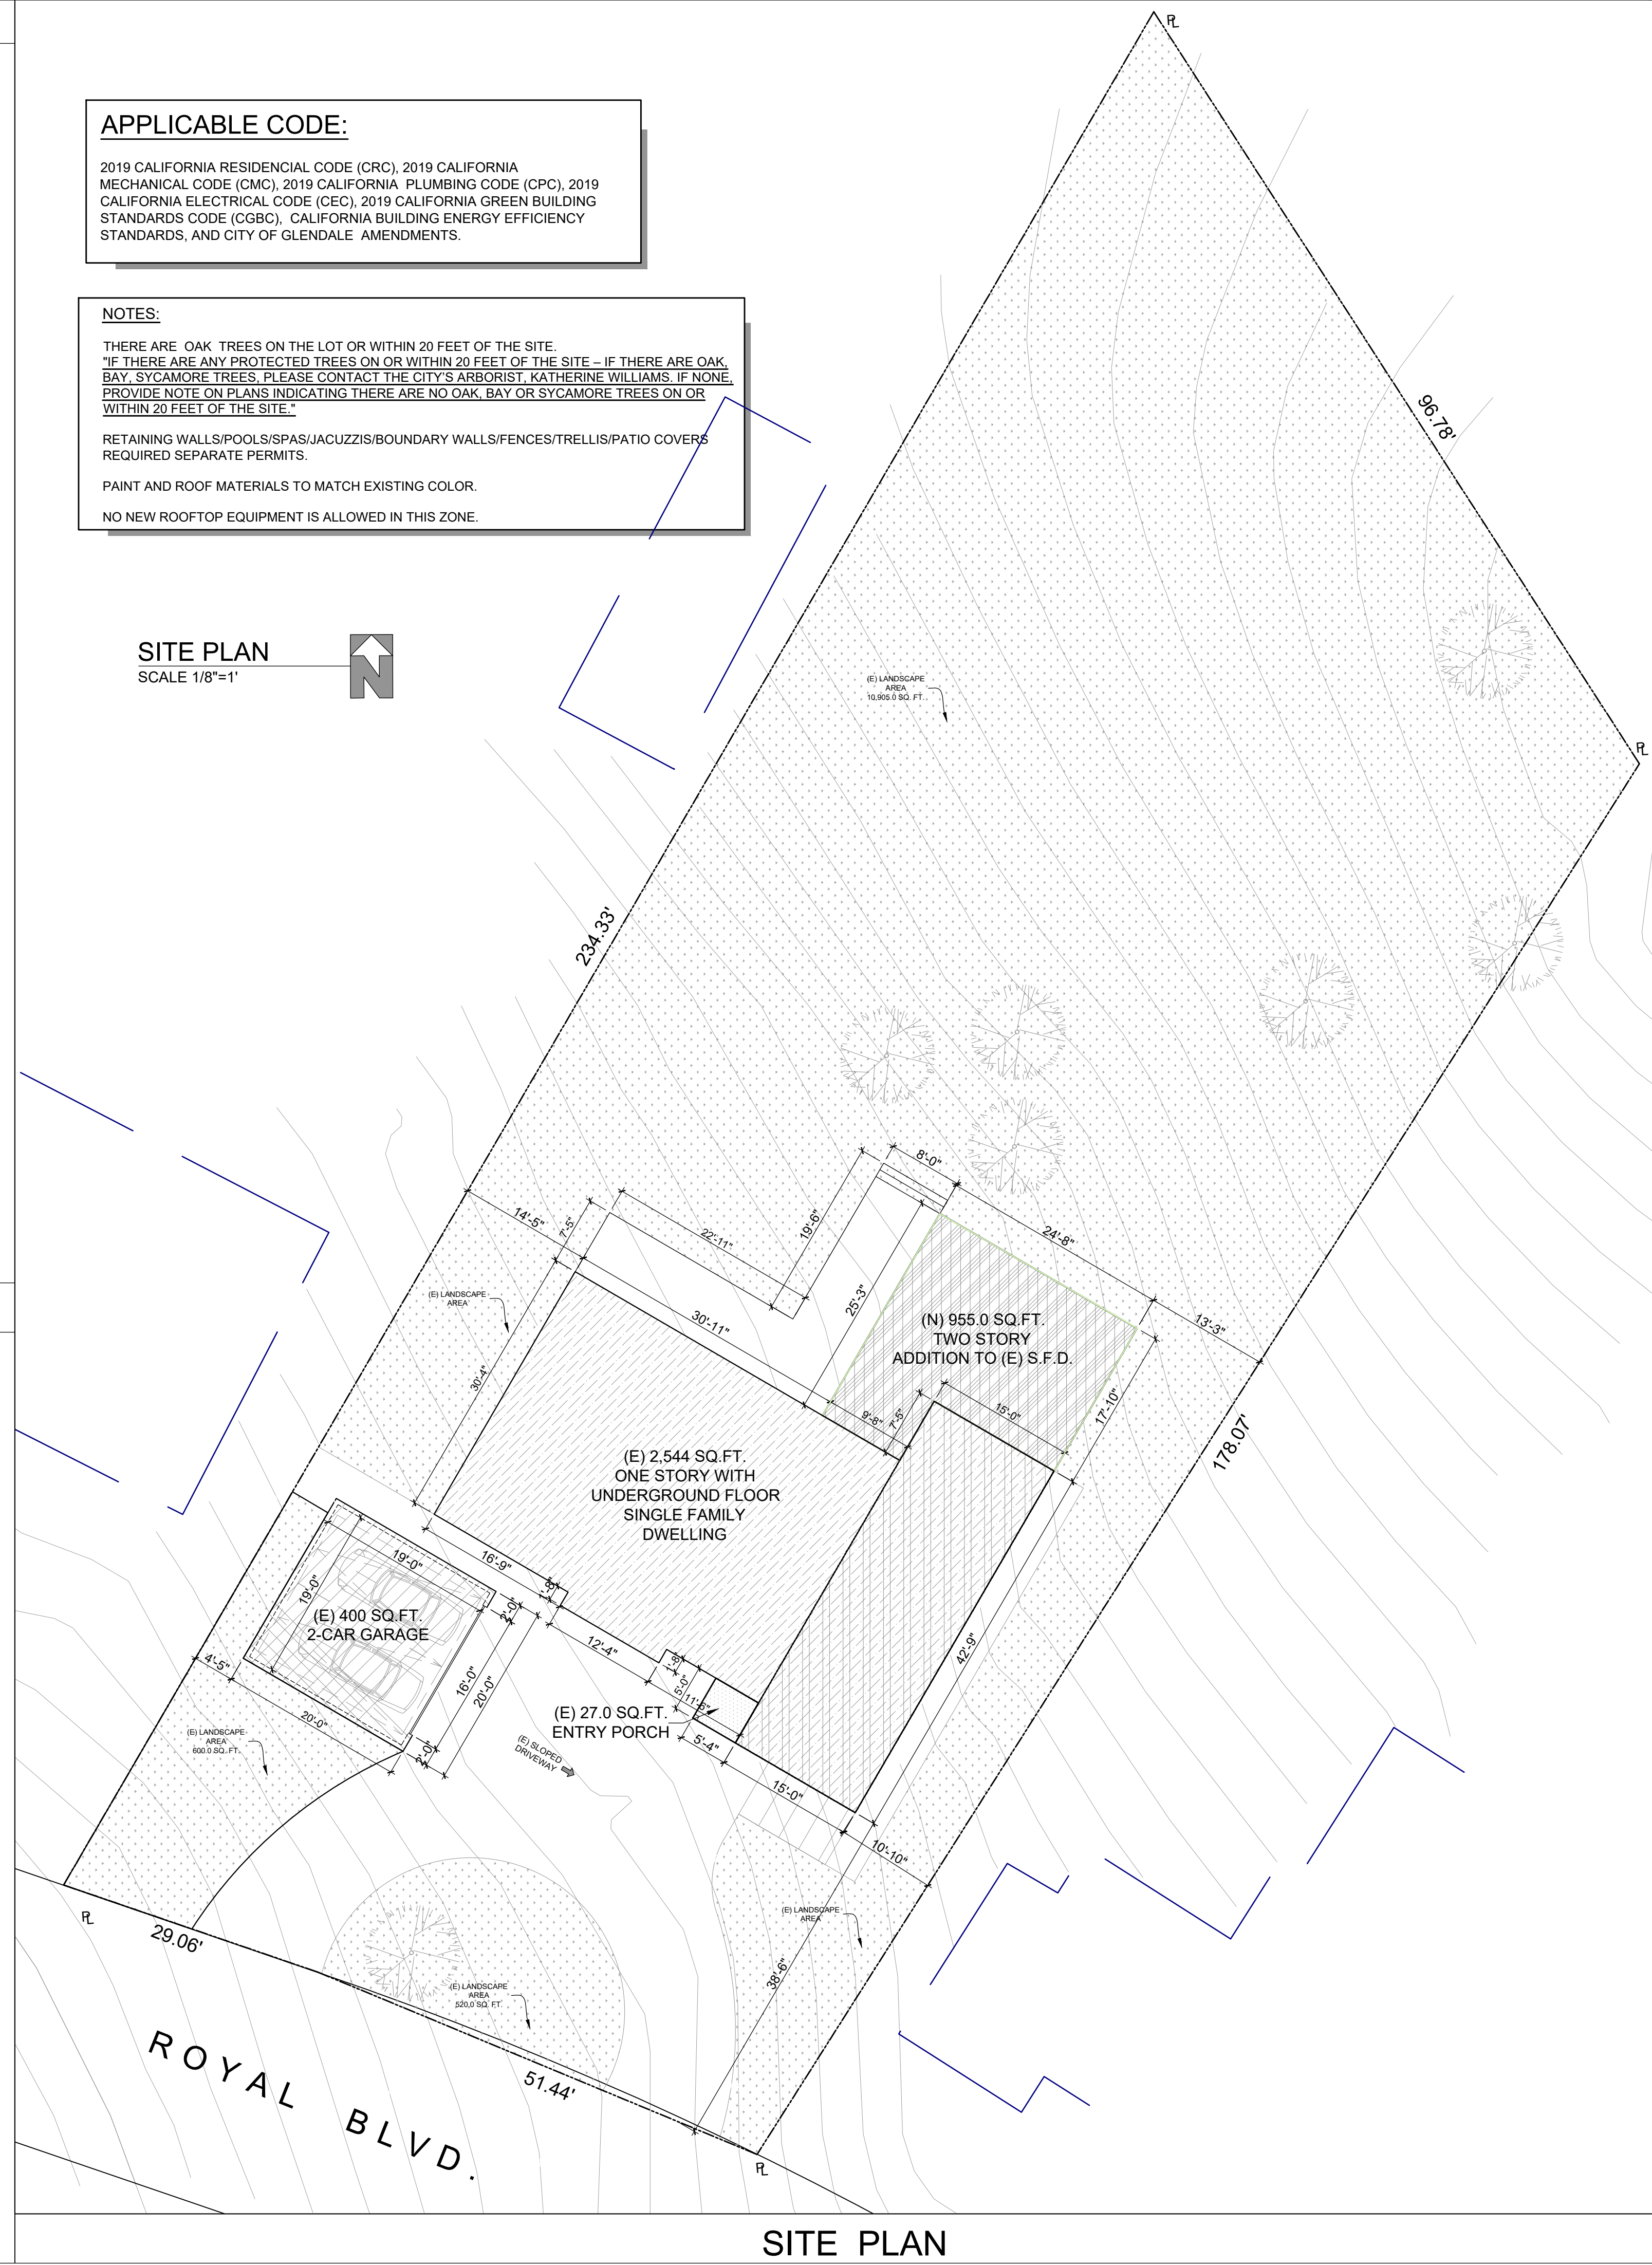 APPLICABLE CODE:
2019 CALIFORNIA RESIDENCIAL CODE (CRC), 2019 CALIFORNIA
MECHANICAL CODE (CMC), 2019 CALIFORNIA PLUMBING CODE (CPC), 2019
CALIFORNIA ELECTRICAL CODE (CEC), 2019 CALIFORNIA GREEN BUILDING
STANDARDS CODE (CGBC), CALIFORNIA BUILDING ENERGY EFFICIENCY
STANDARDS, AND CITY OF GLENDALE AMENDMENTS.
NOTES:
THERE ARE OAK TREES ON THE LOT OR WITHIN 20 FEET OF THE SITE.
"IF THERE ARE ANY PROTECTED TREES ON OR WITHIN 20 FEET OF THE SITE – IF THERE ARE OAK,
BAY, SYCAMORE TREES, PLEASE CONTACT THE CITY'S ARBORIST, KATHERINE WILLIAMS. IF NONE,
PROVIDE NOTE ON PLANS INDICATING THERE ARE NO OAK, BAY OR SYCAMORE TREES ON OR
WITHIN 20 FEET OF THE SITE."
RETAINING WALLS/POOLS/SPAS/JACUZZIS/BOUNDARY WALLS/FENCES/TRELLIS/PATIO COVERS
REQUIRED SEPARATE PERMITS.
PAINT AND ROOF MATERIALS TO MATCH EXISTING COLOR.
NO NEW ROOFTOP EQUIPMENT IS ALLOWED IN THIS ZONE.
SITE PLAN
SCALE 1/8"=1'
N
PL
96.78'
PL
(E) LANDSCAPE
AREA
10,905.0 SQ. FT.
234.33'
8'-0"
14'-5"
7'-5"
22'-11"
19'-6"
24'-8"
25'-3"
13'-3"
(E) LANDSCAPE
AREA
30'-11"
(N) 955.0 SQ.FT.
TWO STORY
ADDITION TO (E) S.F.D.
30'-4"
9'-8"
7'-5"
15'-0"
17'-10"
178.07'
(E) 2,544 SQ.FT.
ONE STORY WITH
UNDERGROUND FLOOR
SINGLE FAMILY
DWELLING
19'-0"
16'-9"
1'-8"
19'-0"
2'-0"
(E) 400 SQ.FT.
2-CAR GARAGE
4'-5"
12'-4"
1'-8"
5'-0"
42'-9"
16'-0"
20'-0"
11'-6"
20'-0"
(E) 27.0 SQ.FT.
ENTRY PORCH
5'-4"
(E) LANDSCAPE
AREA
600.0 SQ. FT.
2'-0"
(E) SLOPED
DRIVEWAY
15'-0"
10'-10"
(E) LANDSCAPE
AREA
PL
29.06'
38'-6"
(E) LANDSCAPE
AREA
520.0 SQ. FT.
ROYAL BLVD.
51.44'
PL
SITE PLAN